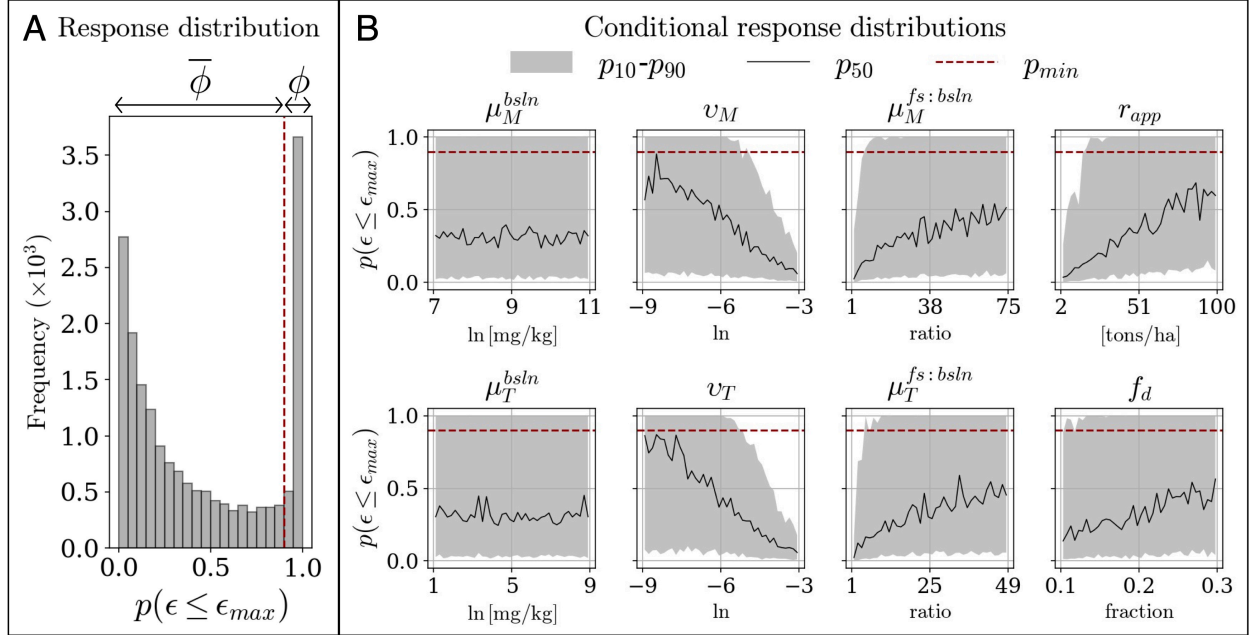 A Response distribution
ϕ̅ ϕ
3.5
3.0
2.5
2.0
1.5
1.0
0.5
0.0
Frequency (×10³)
0.0 0.5 1.0
p(ϵ ≤ ϵ_max)
B Conditional response distributions
p₁₀-p₉₀ p₅₀ p_min
μ_M^bsln υ_M μ_M^fs:bsln r_app
1.0
0.5
0.0
p(ϵ ≤ ϵ_max)
7 9 11 −9 −6 −3 1 38 75 2 51 100
ln [mg/kg] ln ratio [tons/ha]
μ_T^bsln υ_T μ_T^fs:bsln f_d
1.0
0.5
0.0
p(ϵ ≤ ϵ_max)
1 5 9 −9 −6 −3 1 25 49 0.1 0.2 0.3
ln [mg/kg] ln ratio fraction